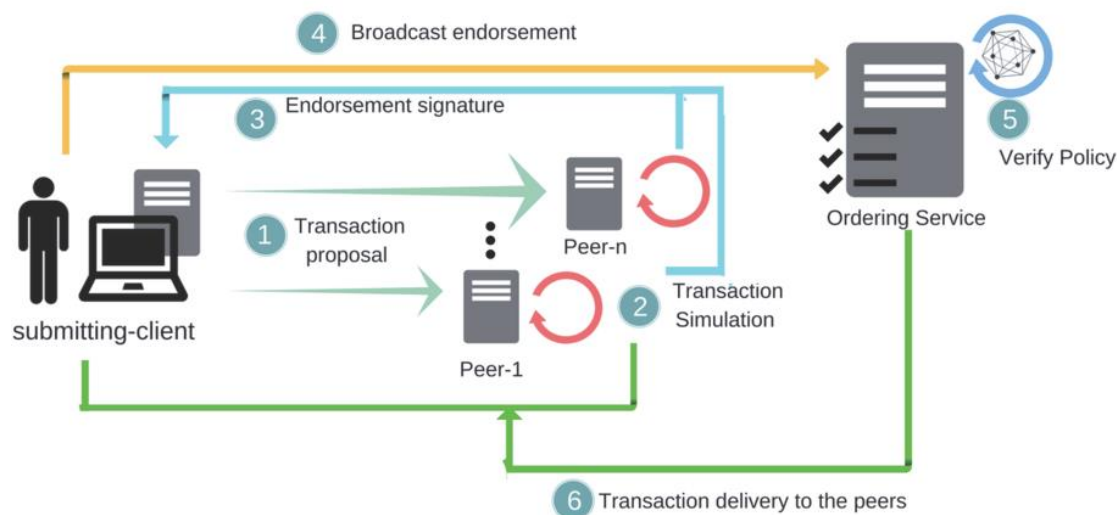 4 Broadcast endorsement
3 Endorsement signature
5
Verify Policy
Ordering Service
1 Transaction
proposal
Peer-n
2 Transaction
Simulation
submitting-client
Peer-1
6 Transaction delivery to the peers